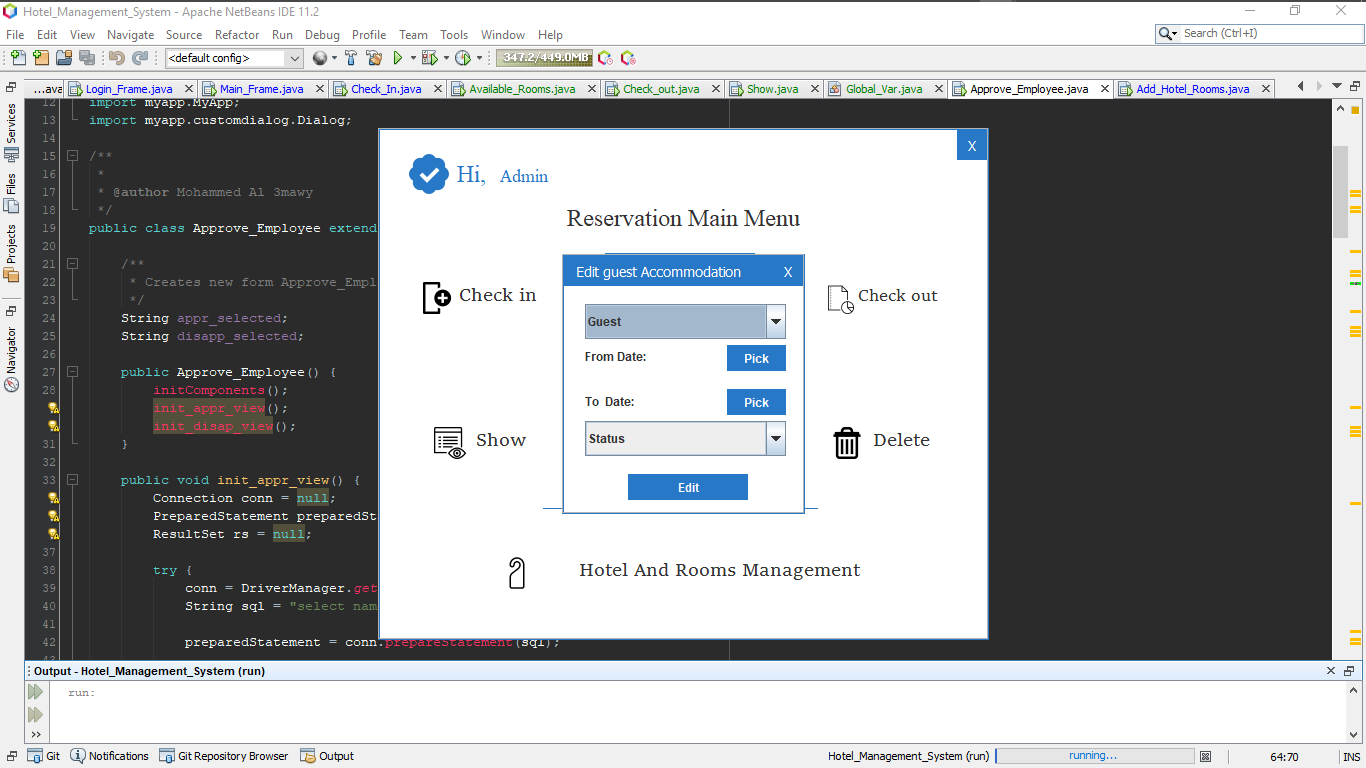 Hotel_Management_System - Apache NetBeans IDE 11.2
File Edit View Navigate Source Refactor Run Debug Profile Team Tools Window Help
Search (Ctrl+I)
<default config>
347.2/449.0MB
...ava Login_Frame.java Main_Frame.java Check_In.java Available_Rooms.java Check_out.java Show.java Global_Var.java Approve_Employee.java Add_Hotel_Rooms.java
Services
Files
Projects
Navigator
12 import myapp.MyApp;
13 import myapp.customdialog.Dialog;
14
15 /**
16 *
17 * @author Mohammed Al 3mawy
18 */
19 public class Approve_Employee extend
20
21 /**
22 * Creates new form Approve_Empl
23 */
24 String appr_selected;
25 String disapp_selected;
26
27 public Approve_Employee() {
28 initComponents();
init_appr_view();
init_disap_view();
31 }
32
33 public void init_appr_view() {
Connection conn = null;
PreparedStatement preparedSt
ResultSet rs = null;
37
38 try {
39 conn = DriverManager.get
40 String sql = "select nam
41
42 preparedStatement = conn.prepareStatement(sql);
43
X
Hi, Admin
Reservation Main Menu
Check in
Check out
Show
Delete
Hotel And Rooms Management
Edit guest Accommodation X
Guest
From Date: Pick
To Date: Pick
Status
Edit
Output - Hotel_Management_System (run)
run:
Git Notifications Git Repository Browser Output
Hotel_Management_System (run) running... 64:70 INS